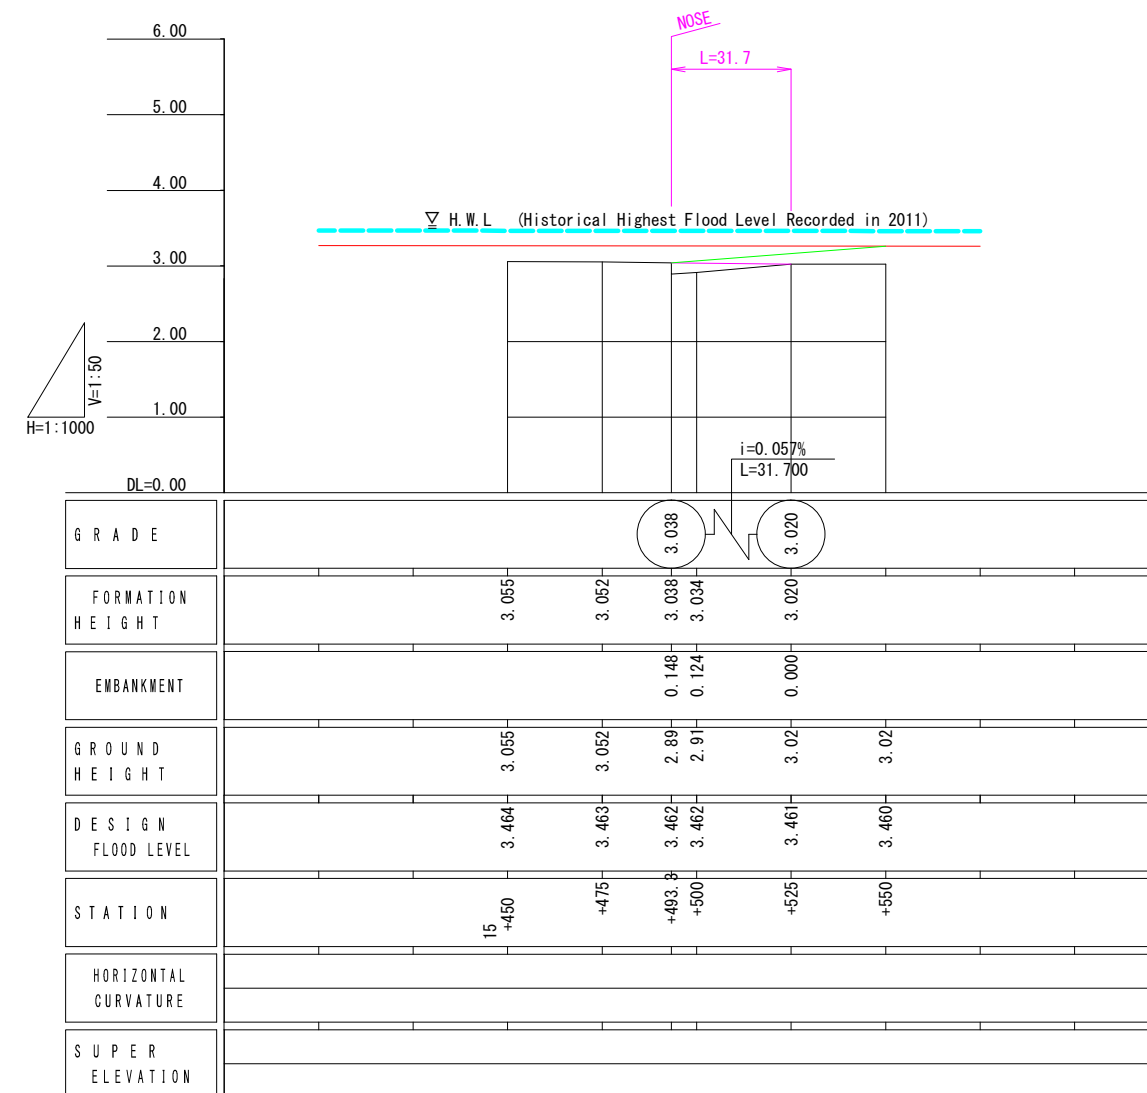 NOSE
6.00
L=31.7
5.00
4.00
H.W.L (Historical Highest Flood Level Recorded in 2011)
3.00
2.00
V=1:50
1.00
H=1:1000
i=0.057%
L=31.700
DL=0.00
GRADE 3.038 3.020
FORMATION
HEIGHT
3.055 3.052 3.038 3.034 3.020
EMBANKMENT 0.148 0.124 0.000
GROUND
HEIGHT
3.055 3.052 2.89 2.91 3.02 3.02
DESIGN
FLOOD LEVEL
3.464 3.463 3.462 3.462 3.461 3.460
STATION 15 +450 +475 +493.3 +500 +525 +550
HORIZONTAL
CURVATURE
SUPER
ELEVATION